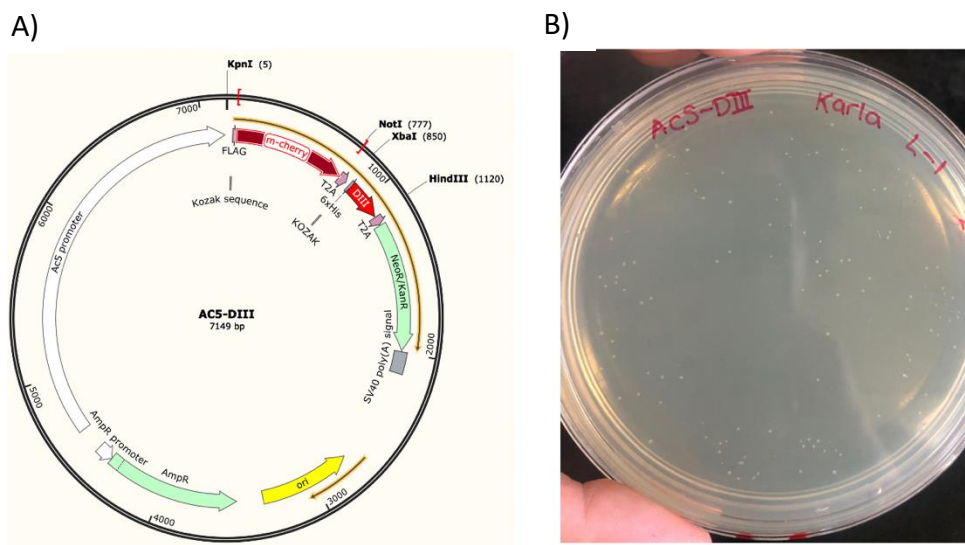 A)
B)
KpnI (5)
7000
NotI (777)
XbaI (850)
1000
HindIII (1120)
FLAG
m-cherry
Kozak sequence
T2A
6xHis
DIII
KOZAK
T2A
NeoR/KanR
2000
SV40 poly(A) signal
6000
Ac5 promoter
AC5-DIII
7149 bp
5000
AmpR promoter
AmpR
4000
ori
3000
Ac5-DIII
Karla
L-1